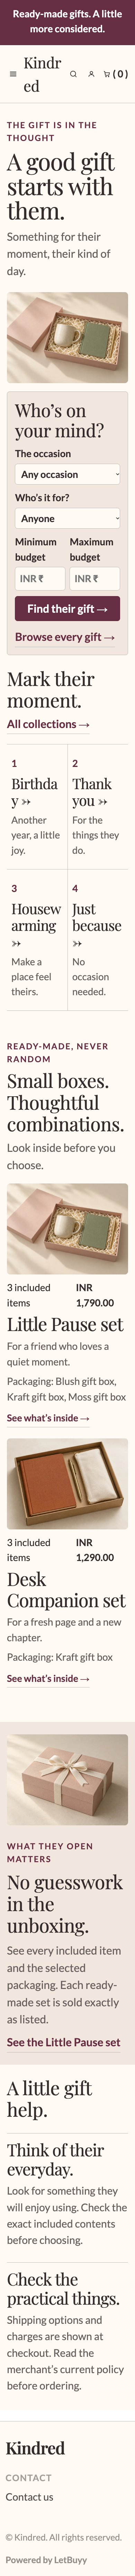 Ready-made gifts. A little
more considered.
Kindr
ed
( 0 )
THE GIFT IS IN THE
THOUGHT
A good gift
starts with
them.
Something for their
moment, their kind of
day.
Who's on
your mind?
The occasion
Any occasion
Who's it for?
Anyone
Minimum
budget
Maximum
budget
INR ₹
INR ₹
Find their gift →
Browse every gift →
Mark their
moment.
All collections →
1
Birthda
y ➳
Another
year, a little
joy.
2
Thank
you ➳
For the
things they
do.
3
Housew
arming
➳
Make a
place feel
theirs.
4
Just
because
➳
No
occasion
needed.
READY-MADE, NEVER
RANDOM
Small boxes.
Thoughtful
combinations.
Look inside before you
choose.
3 included
items
INR
1,790.00
Little Pause set
For a friend who loves a
quiet moment.
Packaging: Blush gift box,
Kraft gift box, Moss gift box
See what's inside →
3 included
items
INR
1,290.00
Desk
Companion set
For a fresh page and a new
chapter.
Packaging: Kraft gift box
See what's inside →
WHAT THEY OPEN
MATTERS
No guesswork
in the
unboxing.
See every included item
and the selected
packaging. Each ready-
made set is sold exactly
as listed.
See the Little Pause set
A little gift
help.
Think of their
everyday.
Look for something they
will enjoy using. Check the
exact included contents
before choosing.
Check the
practical things.
Shipping options and
charges are shown at
checkout. Read the
merchant's current policy
before ordering.
Kindred
CONTACT
Contact us
© Kindred. All rights reserved.
Powered by LetBuyy